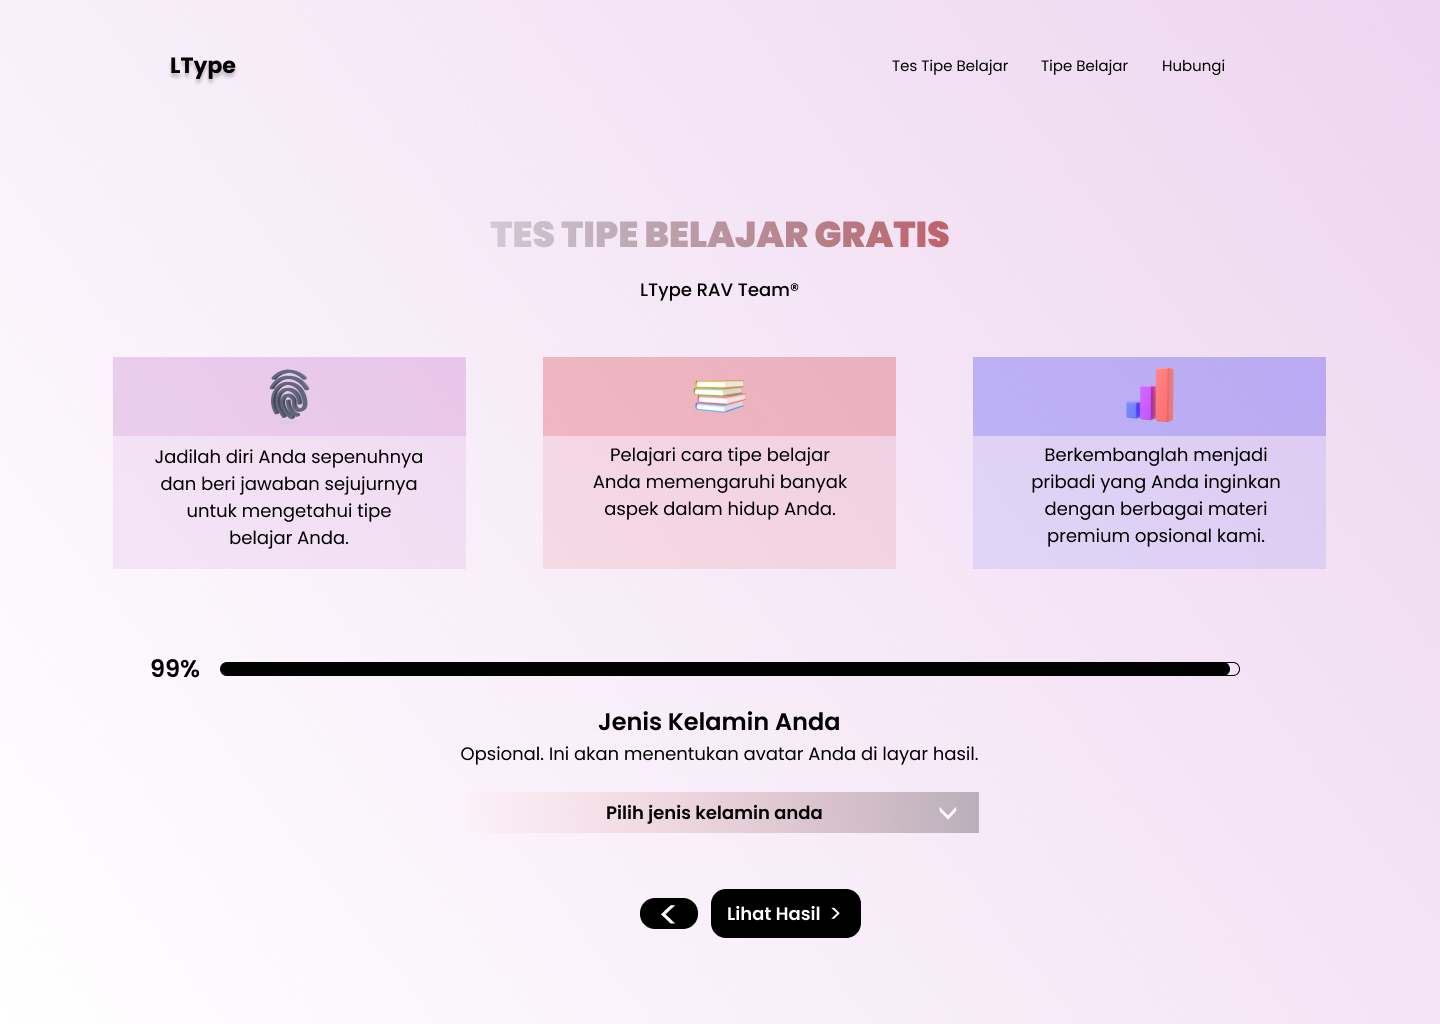 LType
Tes Tipe Belajar
Tipe Belajar
Hubungi
TES TIPE BELAJAR GRATIS
LType RAV Team®
Jadilah diri Anda sepenuhnya
dan beri jawaban sejujurnya
untuk mengetahui tipe
belajar Anda.
Pelajari cara tipe belajar
Anda memengaruhi banyak
aspek dalam hidup Anda.
Berkembanglah menjadi
pribadi yang Anda inginkan
dengan berbagai materi
premium opsional kami.
99%
Jenis Kelamin Anda
Opsional. Ini akan menentukan avatar Anda di layar hasil.
Pilih jenis kelamin anda
Lihat Hasil